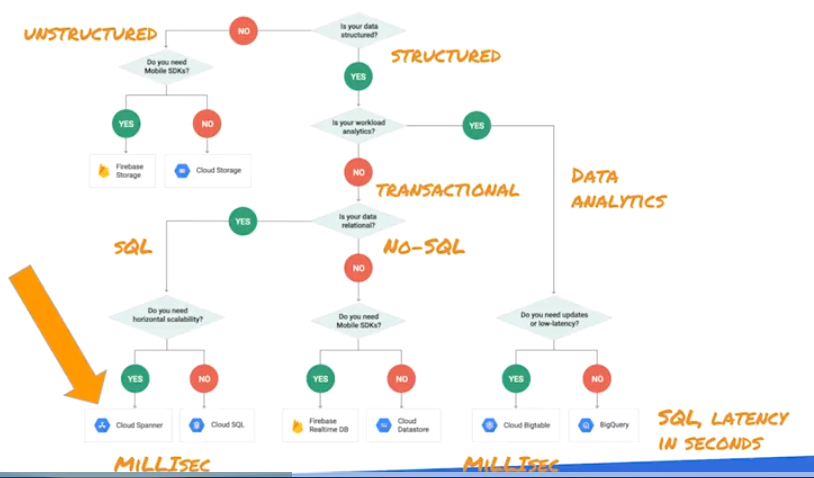 UNSTRUCTURED
NO
Is your data
structured?
Do you need
Mobile SDKs?
STRUCTURED
YES
YES
NO
Is your workload
analytics?
YES
Firebase
Storage
Cloud Storage
NO
TRANSACTIONAL
DATA
ANALYTICS
YES
Is your data
relational?
SQL
NO-SQL
NO
Do you need
horizontal scalability?
Do you need
Mobile SDKs?
Do you need updates
or low-latency?
YES
NO
YES
NO
YES
NO
Cloud Spanner
Cloud SQL
Firebase
Realtime DB
Cloud
Datastore
Cloud Bigtable
BigQuery
SQL, LATENCY
IN SECONDS
MILLISEC
MILLISEC